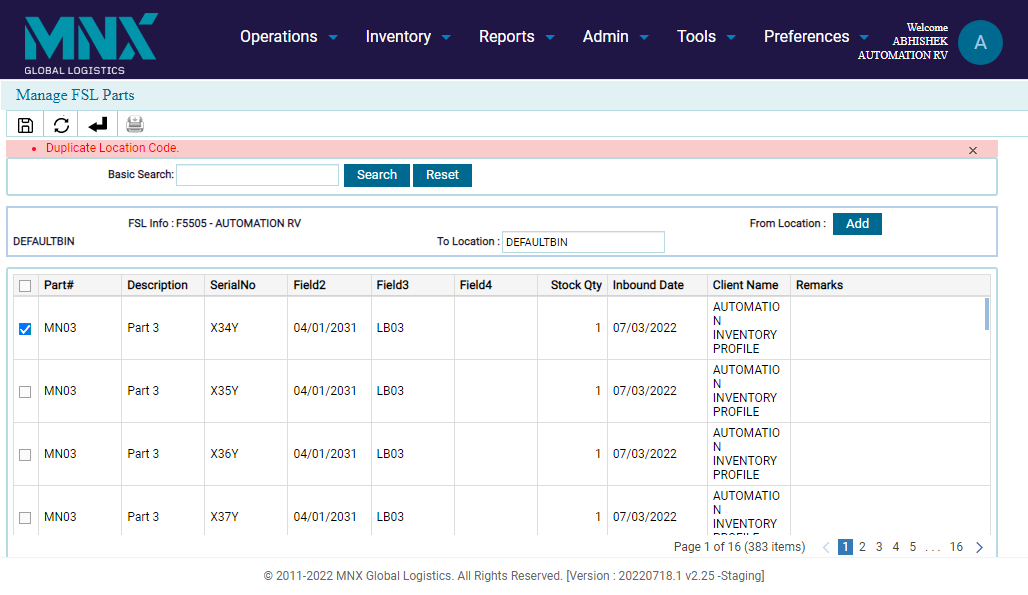 MNX
GLOBAL LOGISTICS
Operations Inventory Reports Admin Tools Preferences
Welcome
ABHISHEK
AUTOMATION RV
A
Manage FSL Parts
Duplicate Location Code.
Basic Search: Search Reset
FSL Info : F5505 - AUTOMATION RV From Location : Add
DEFAULTBIN To Location : DEFAULTBIN
Part# Description SerialNo Field2 Field3 Field4 Stock Qty Inbound Date Client Name Remarks
MN03 Part 3 X34Y 04/01/2031 LB03 1 07/03/2022 AUTOMATIO
N
INVENTORY
PROFILE
MN03 Part 3 X35Y 04/01/2031 LB03 1 07/03/2022 AUTOMATIO
N
INVENTORY
PROFILE
MN03 Part 3 X36Y 04/01/2031 LB03 1 07/03/2022 AUTOMATIO
N
INVENTORY
PROFILE
MN03 Part 3 X37Y 04/01/2031 LB03 1 07/03/2022 AUTOMATIO
N
INVENTORY
Page 1 of 16 (383 items) 1 2 3 4 5 . . . 16
© 2011-2022 MNX Global Logistics. All Rights Reserved. [Version : 20220718.1 v2.25 -Staging]